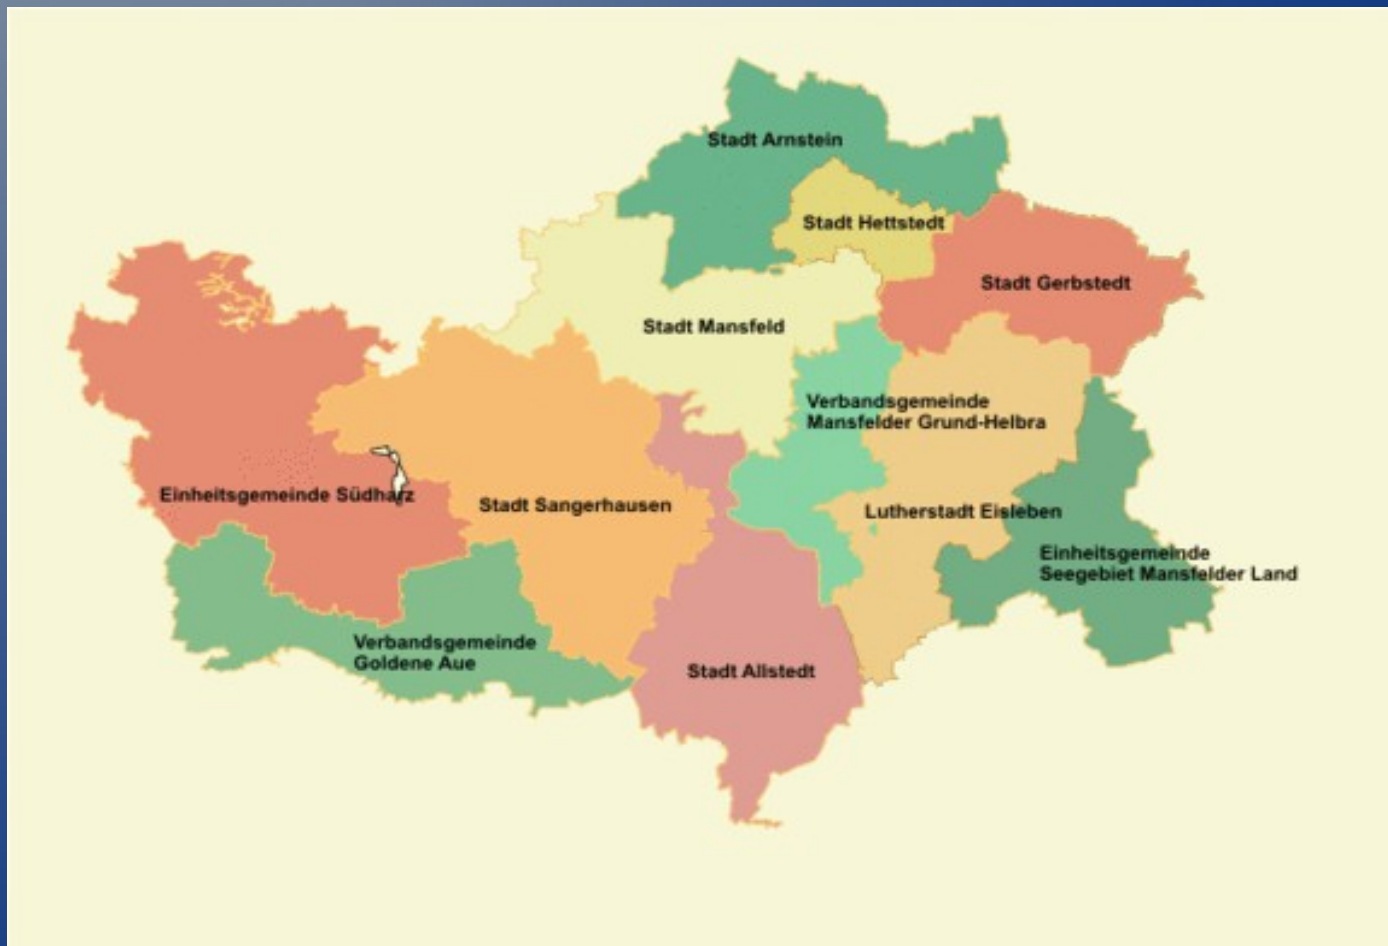 Stadt Arnstein
Stadt Hettstedt
Stadt Gerbstedt
Stadt Mansfeld
Verbandsgemeinde
Mansfelder Grund-Helbra
Einheitsgemeinde Südharz
Stadt Sangerhausen
Lutherstadt Eisleben
Einheitsgemeinde
Seegebiet Mansfelder Land
Verbandsgemeinde
Goldene Aue
Stadt Allstedt